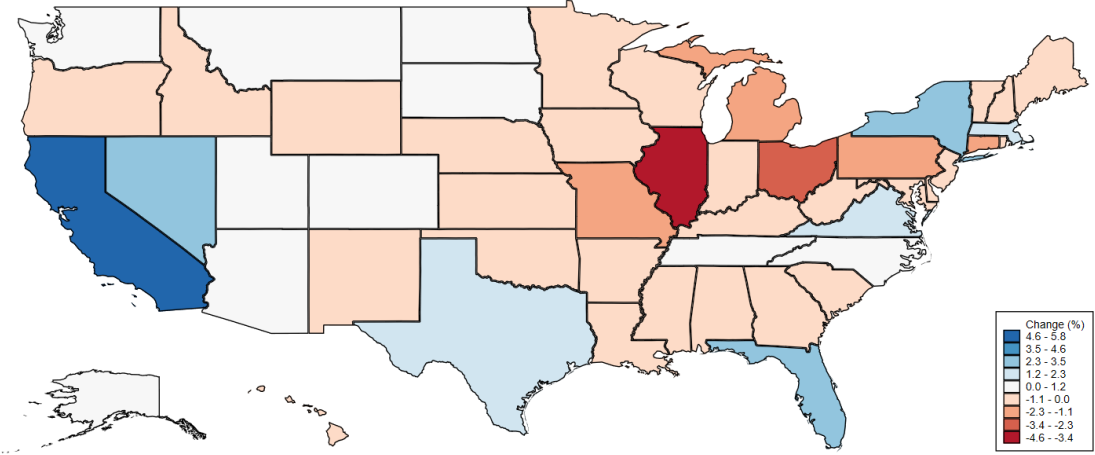 Change (%)
4.6 - 5.8
3.5 - 4.6
2.3 - 3.5
1.2 - 2.3
0.0 - 1.2
-1.1 - 0.0
-2.3 - -1.1
-3.4 - -2.3
-4.6 - -3.4